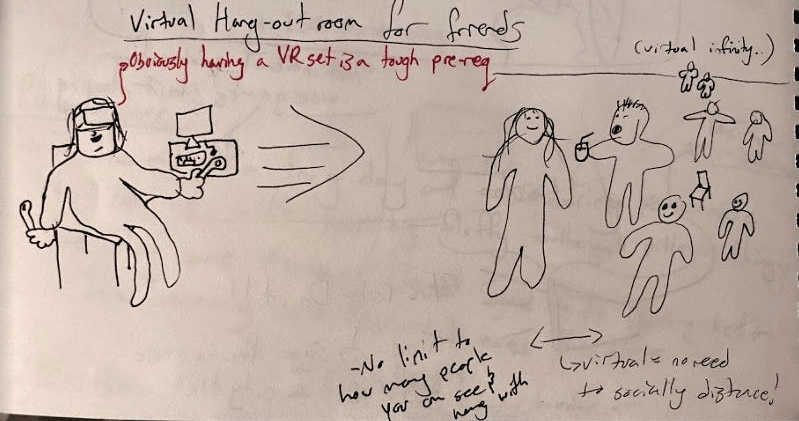 Virtual Hang-out room for friends
Obviously having a VR set is a tough pre-req
(virtual infinity..)
-No limit to
how many people
you can see &
hang with
↳virtual = no need
to socially distance!